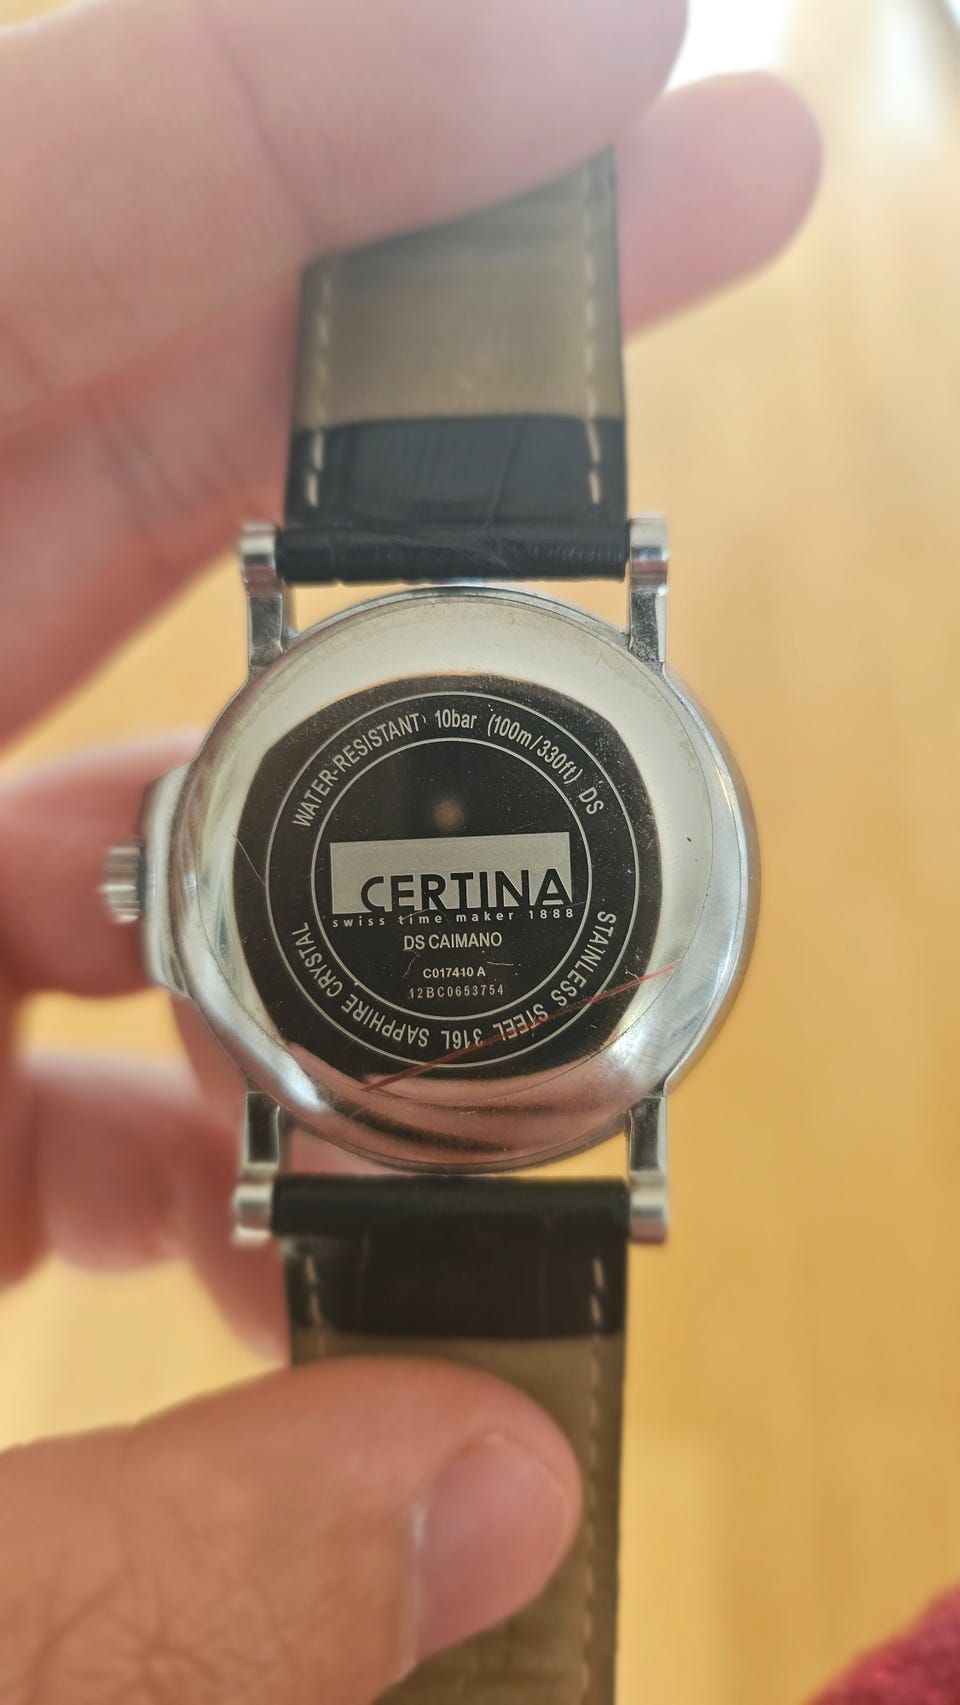 WATER-RESISTANT 10bar (100m/330ft) DS
STAINLESS STEEL 316L SAPPHIRE CRYSTAL
CERTINA
swiss time maker 1888
DS CAIMANO
C017410 A
12BC0653754